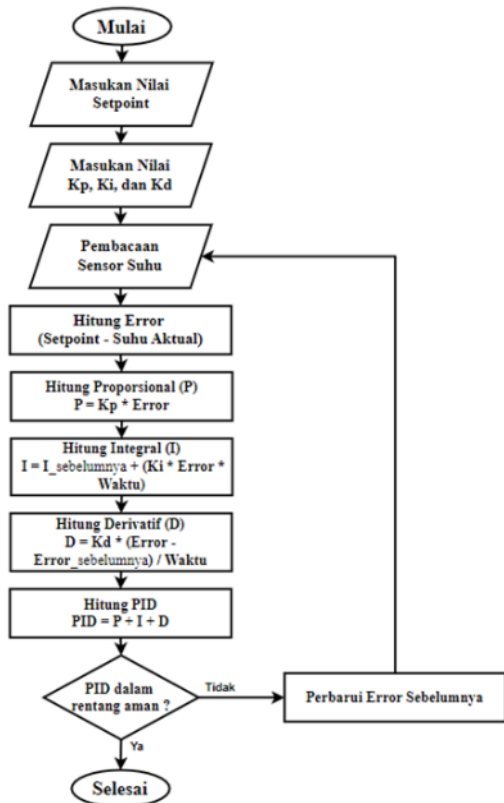 Mulai
Masukan Nilai
Setpoint
Masukan Nilai
Kp, Ki, dan Kd
Pembacaan
Sensor Suhu
Hitung Error
(Setpoint - Suhu Aktual)
Hitung Proporsional (P)
P = Kp * Error
Hitung Integral (I)
I = I_sebelumnya + (Ki * Error *
Waktu)
Hitung Derivatif (D)
D = Kd * (Error -
Error_sebelumnya) / Waktu
Hitung PID
PID = P + I + D
PID dalam
rentang aman ?
Tidak
Perbarui Error Sebelumnya
Ya
Selesai